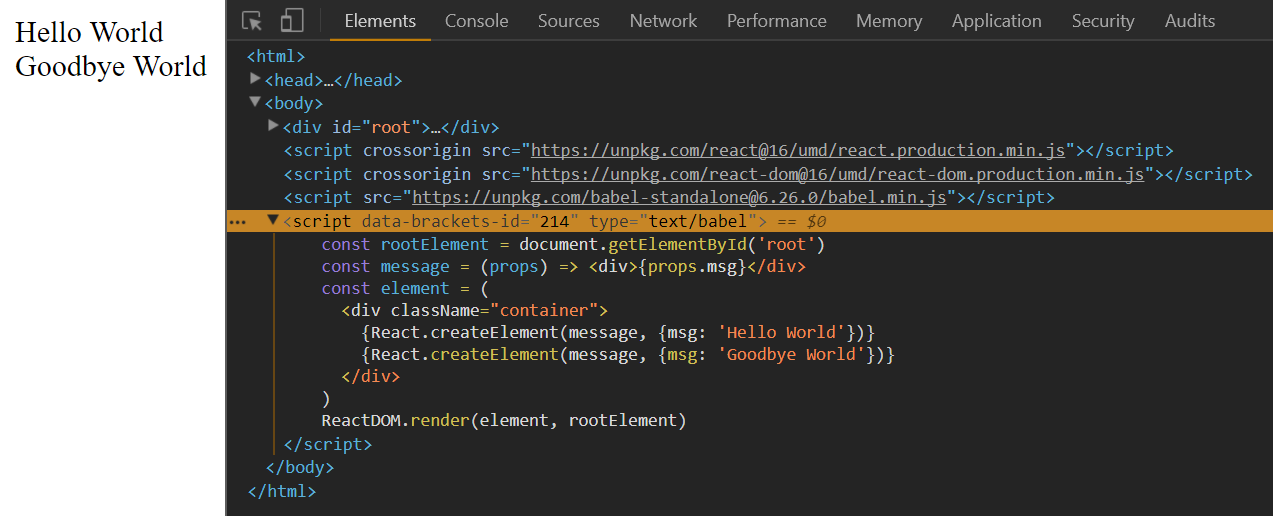 Hello World
Goodbye World
Elements Console Sources Network Performance Memory Application Security Audits
<html>
<head>…</head>
<body>
<div id="root">…</div>
<script crossorigin src="https://unpkg.com/react@16/umd/react.production.min.js"></script>
<script crossorigin src="https://unpkg.com/react-dom@16/umd/react-dom.production.min.js"></script>
<script src="https://unpkg.com/babel-standalone@6.26.0/babel.min.js"></script>
<script data-brackets-id="214" type="text/babel"> == $0
const rootElement = document.getElementById('root')
const message = (props) => <div>{props.msg}</div>
const element = (
<div className="container">
{React.createElement(message, {msg: 'Hello World'})}
{React.createElement(message, {msg: 'Goodbye World'})}
</div>
)
ReactDOM.render(element, rootElement)
</script>
</body>
</html>